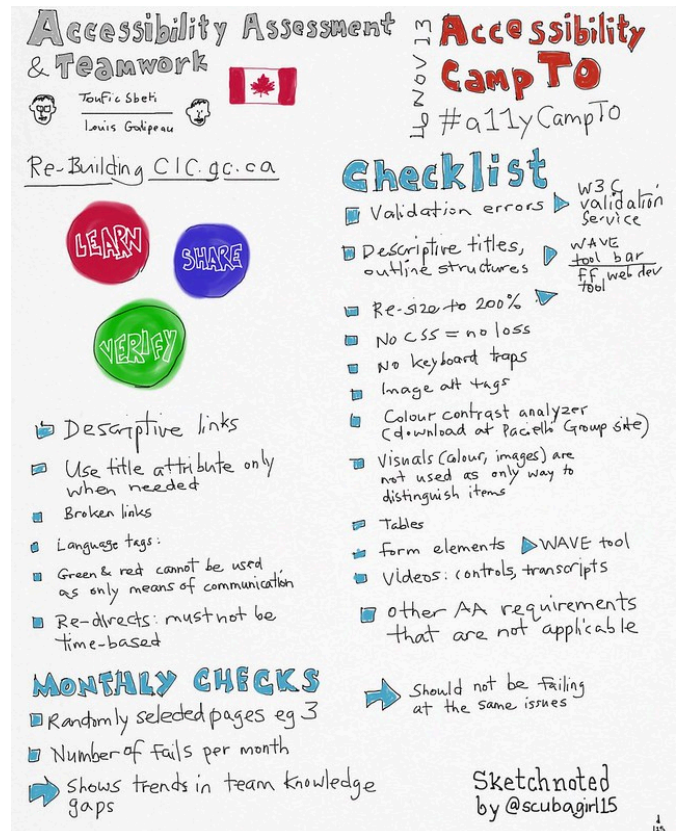 Accessibility Assessment
& Teamwork
Toufic Sbeiti
Louis Galipeau
16 NOV 13
Accessibility
Camp TO
#a11yCampTo
Re-Building CIC.gc.ca
LEARN
SHARE
VERIFY
Checklist
Validation errors
W3C
validation
Service
Descriptive titles,
outline structures
WAVE
tool bar
FF web dev
tool
Re-size to 200%
No CSS = no loss
No keyboard traps
Image alt tags
Colour contrast analyzer
(download at Paciello Group site)
Visuals (colour, images) are
not used as only way to
distinguish items
Tables
Form elements
WAVE tool
Videos: controls, transcripts
other AA requirements
that are not applicable
Should not be failing
at the same issues
Descriptive links
Use title attribute only
when needed
Broken links
Language tags:
Green & red cannot be used
as only means of communication
Re-directs: must not be
time-based
MONTHLY CHECKS
Randomly selected pages eg 3
Number of fails per month
Shows trends in team knowledge
gaps
Sketchnoted
by @scubagirl15